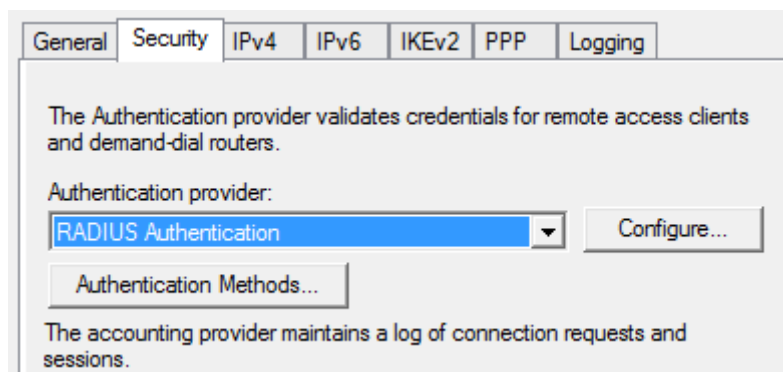 General Security IPv4 IPv6 IKEv2 PPP Logging
The Authentication provider validates credentials for remote access clients
and demand-dial routers.
Authentication provider:
RADIUS Authentication Configure...
Authentication Methods...
The accounting provider maintains a log of connection requests and
sessions.